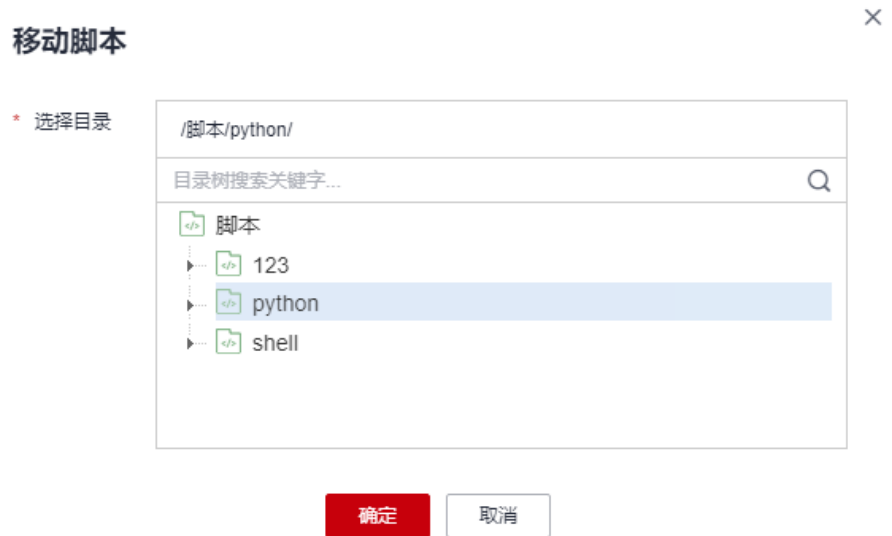 移动脚本
* 选择目录
/脚本/python/
目录树搜索关键字...
脚本
123
python
shell
确定 取消